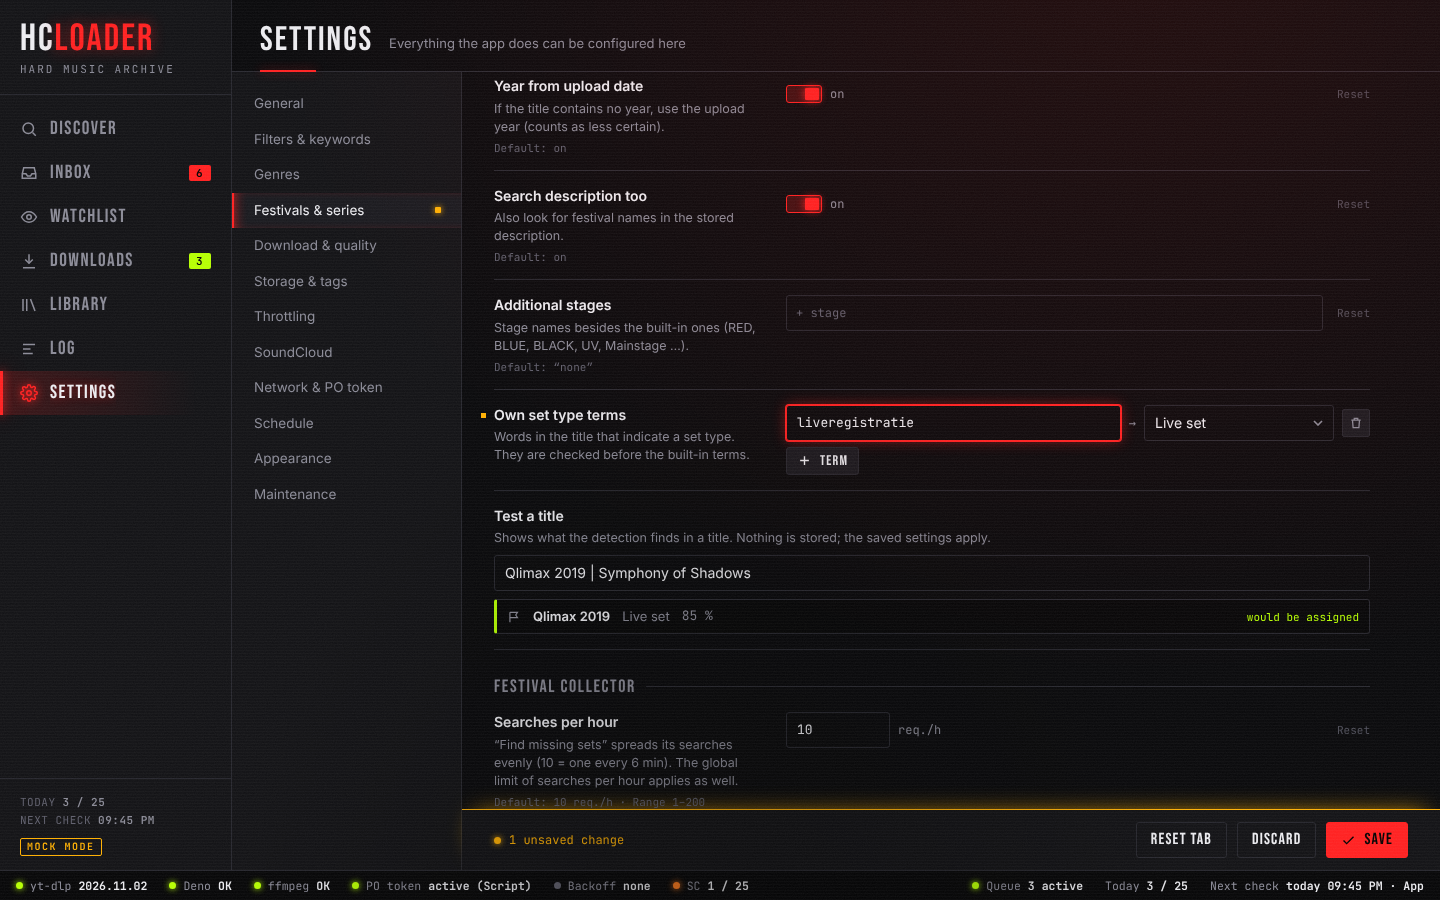 HCLOADER
HARD MUSIC ARCHIVE
DISCOVER
INBOX 6
WATCHLIST
DOWNLOADS 3
LIBRARY
LOG
SETTINGS
TODAY 3 / 25
NEXT CHECK 09:45 PM
MOCK MODE
SETTINGS Everything the app does can be configured here
General
Filters & keywords
Genres
Festivals & series
Download & quality
Storage & tags
Throttling
SoundCloud
Network & PO token
Schedule
Appearance
Maintenance
Year from upload date
on Reset
If the title contains no year, use the upload
year (counts as less certain).
Default: on
Search description too
on Reset
Also look for festival names in the stored
description.
Default: on
Additional stages
+ stage Reset
Stage names besides the built-in ones (RED,
BLUE, BLACK, UV, Mainstage …).
Default: “none”
Own set type terms
liveregistratie → Live set
Words in the title that indicate a set type.
They are checked before the built-in terms.
+ TERM
Test a title
Shows what the detection finds in a title. Nothing is stored; the saved settings apply.
Qlimax 2019 | Symphony of Shadows
Qlimax 2019 Live set 85 % would be assigned
FESTIVAL COLLECTOR
Searches per hour
10 req./h Reset
“Find missing sets” spreads its searches
evenly (10 = one every 6 min). The global
limit of searches per hour applies as well.
Default: 10 req./h · Range 1–200
1 unsaved change
RESET TAB DISCARD SAVE
yt-dlp 2026.11.02 Deno OK ffmpeg OK PO token active (Script) Backoff none SC 1 / 25 Queue 3 active Today 3 / 25 Next check today 09:45 PM · App